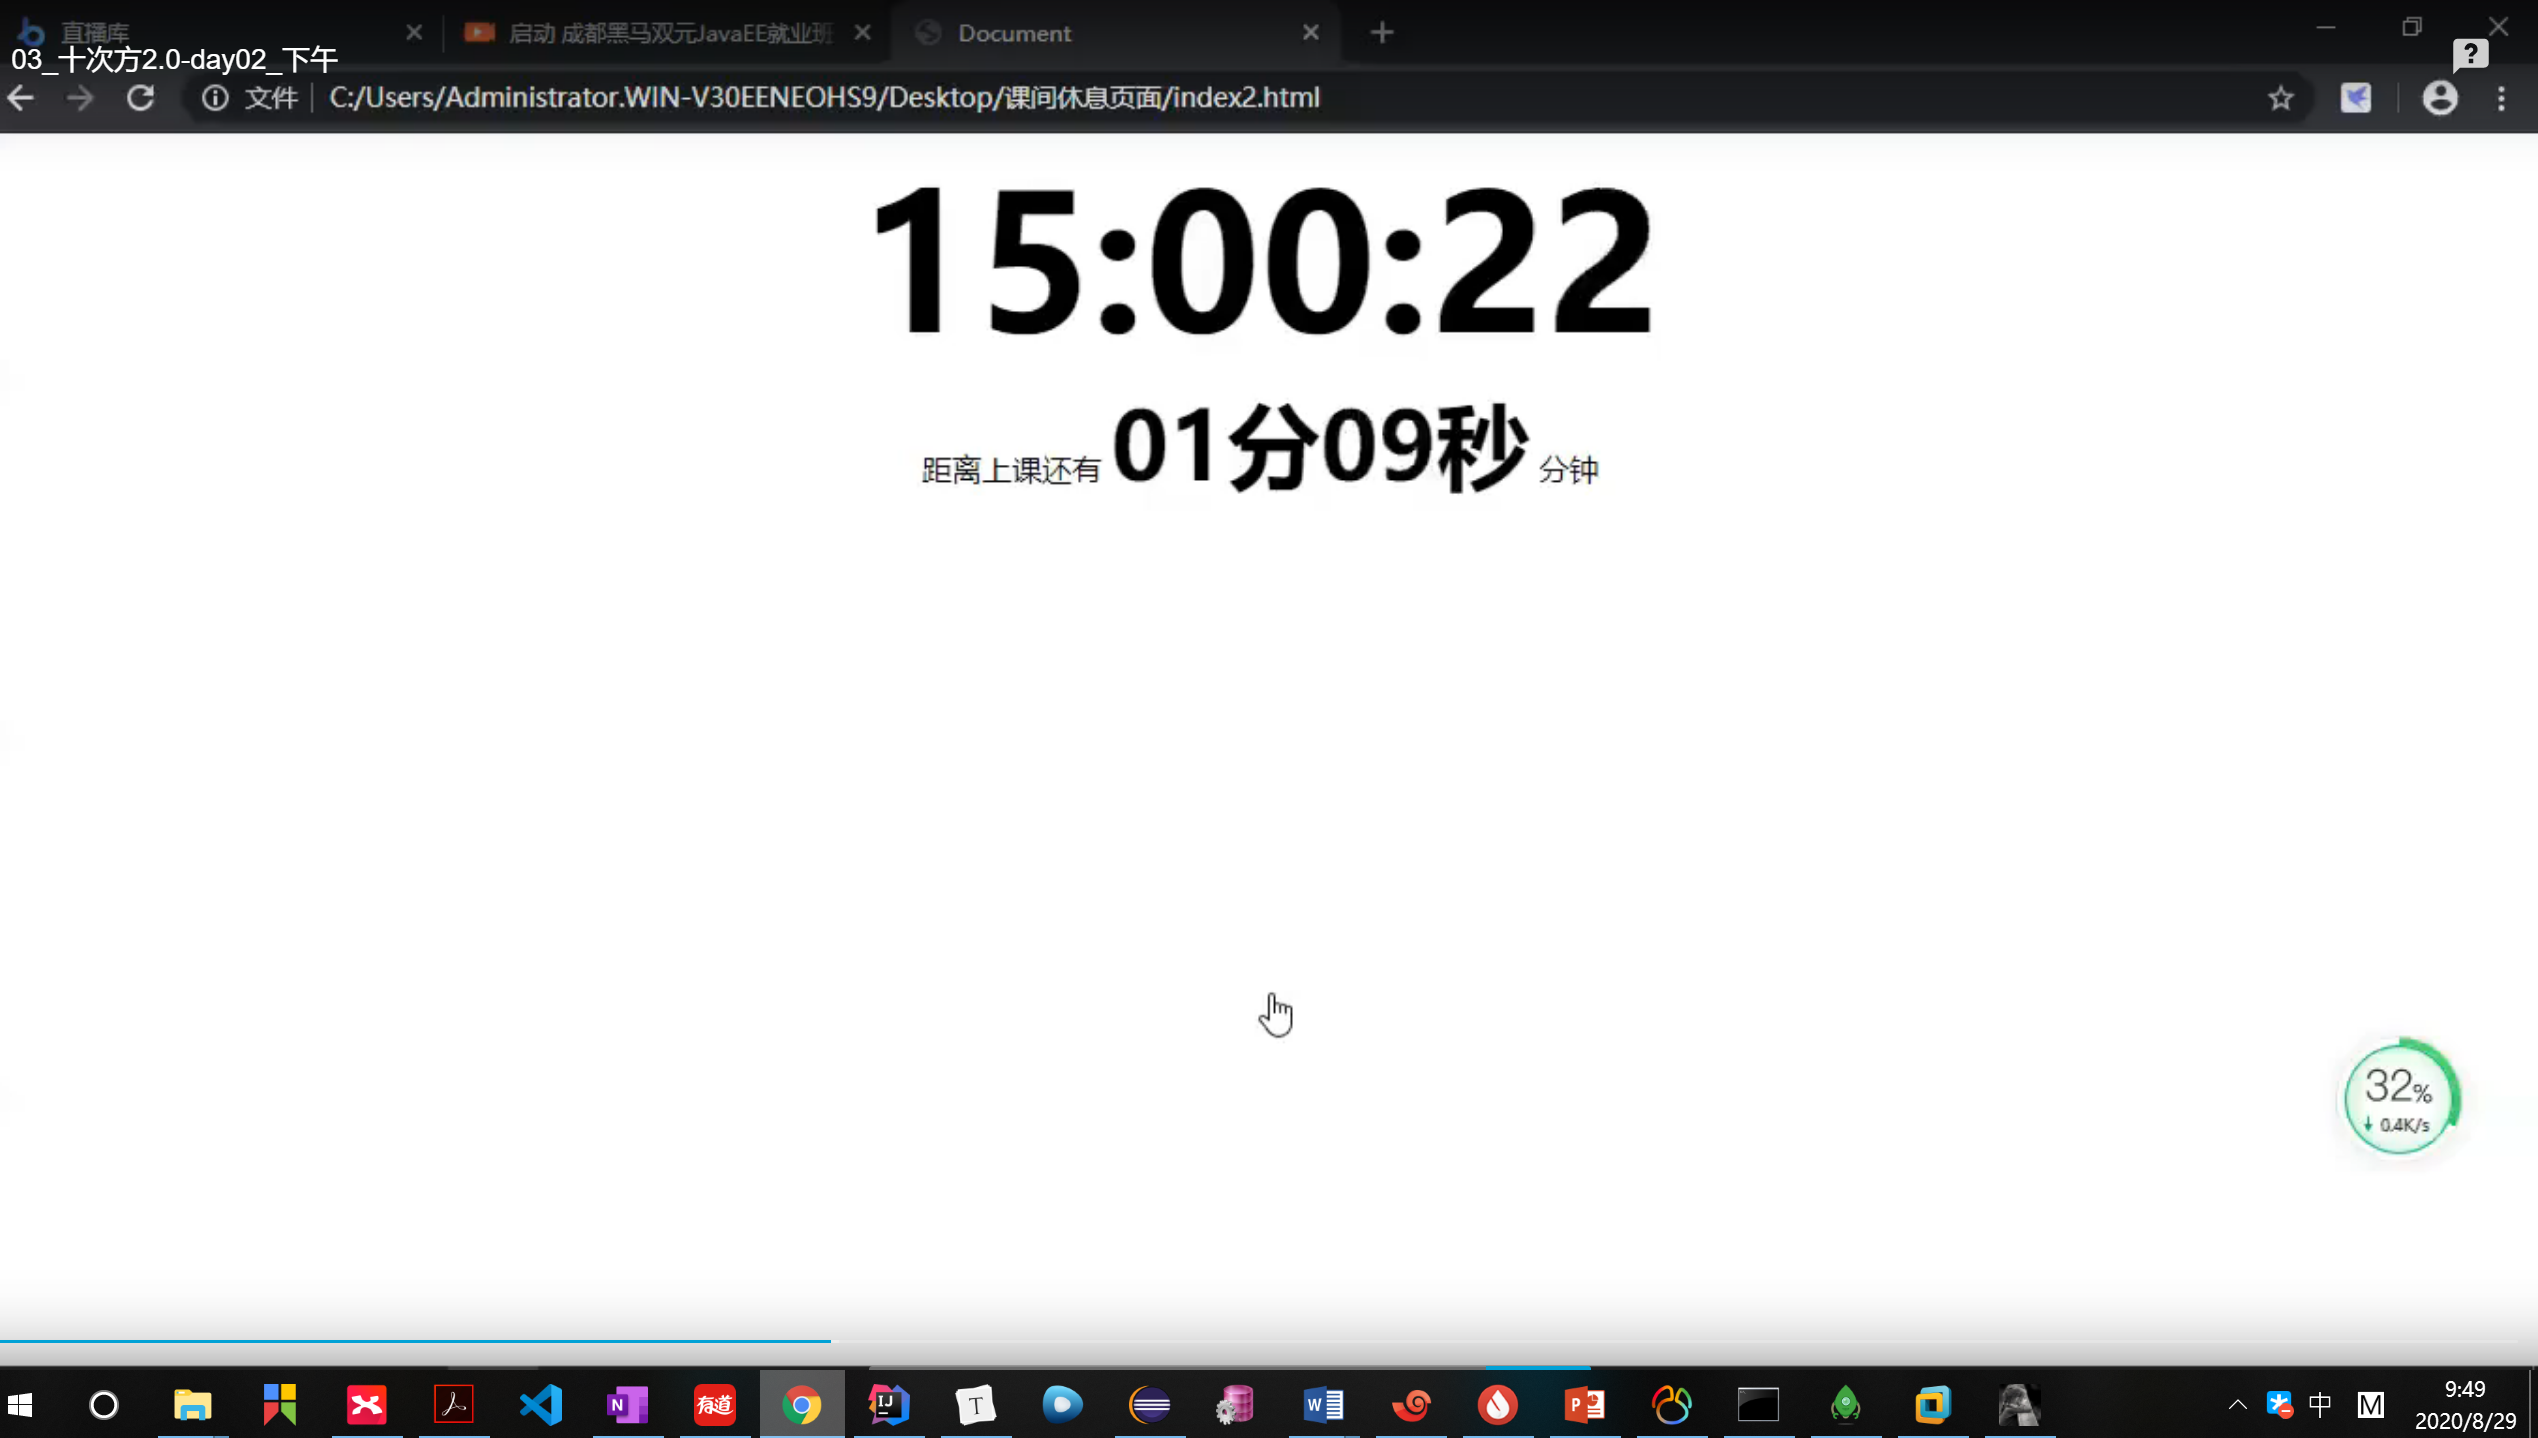 直播库
启动 成都黑马双元JavaEE就业班
Document
03_十次方2.0-day02_下午
文件
C:/Users/Administrator.WIN-V30EENEOHS9/Desktop/课间休息页面/index2.html
15:00:22
距离上课还有 01分09秒 分钟
32%
0.4K/s
N
有道
IJ
T
W
P
中
M
9:49
2020/8/29